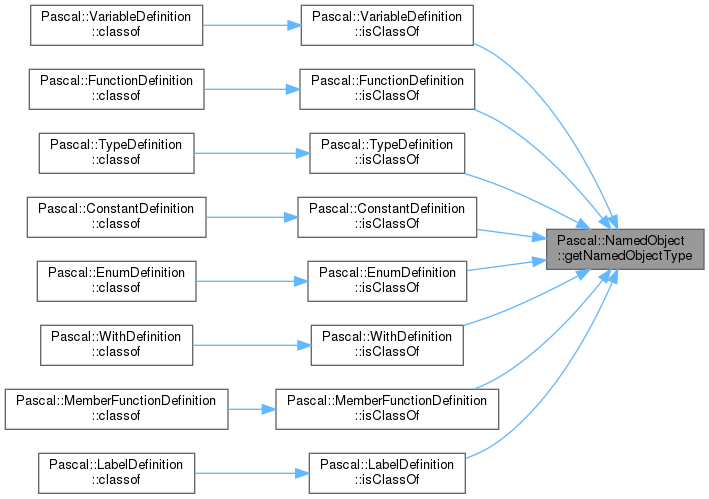 Pascal::VariableDefinition
::classof
Pascal::VariableDefinition
::isClassOf
Pascal::FunctionDefinition
::classof
Pascal::FunctionDefinition
::isClassOf
Pascal::TypeDefinition
::classof
Pascal::TypeDefinition
::isClassOf
Pascal::ConstantDefinition
::classof
Pascal::ConstantDefinition
::isClassOf
Pascal::NamedObject
::getNamedObjectType
Pascal::EnumDefinition
::classof
Pascal::EnumDefinition
::isClassOf
Pascal::WithDefinition
::classof
Pascal::WithDefinition
::isClassOf
Pascal::MemberFunctionDefinition
::classof
Pascal::MemberFunctionDefinition
::isClassOf
Pascal::LabelDefinition
::classof
Pascal::LabelDefinition
::isClassOf